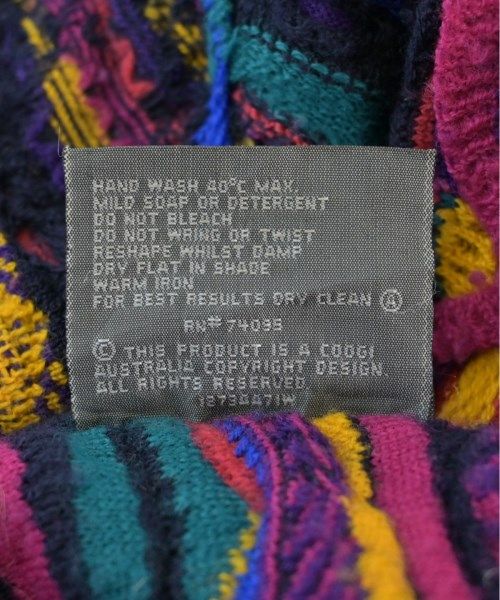 HAND WASH 40°C MAX.
MILD SOAP OR DETERGENT
DO NOT BLEACH
DO NOT WRING OR TWIST
RESHAPE WHILST DAMP
DRY FLAT IN SHADE
WARM IRON
FOR BEST RESULTS DRY CLEAN Ⓐ
RN# 74095
© THIS PRODUCT IS A COOGI
AUSTRALIA COPYRIGHT DESIGN.
ALL RIGHTS RESERVED